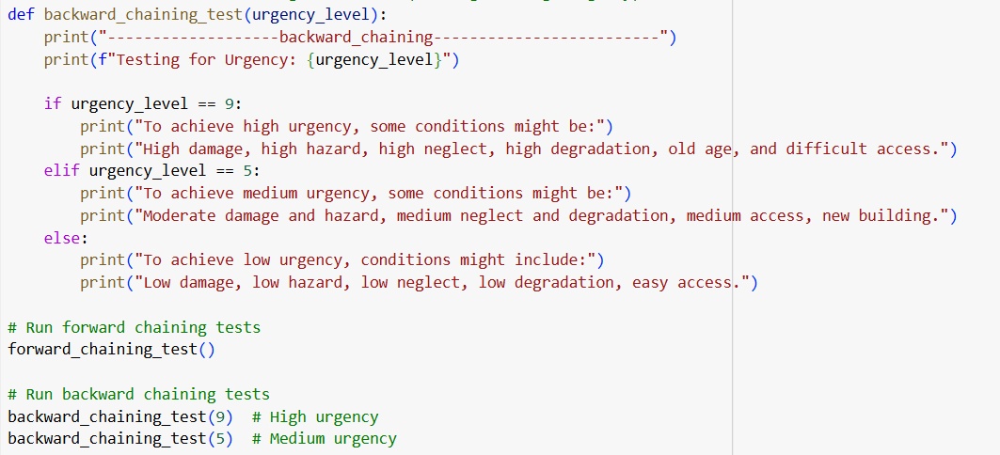 def backward_chaining_test(urgency_level):
    print("-------------------backward_chaining-------------------------")
    print(f"Testing for Urgency: {urgency_level}")

    if urgency_level == 9:
        print("To achieve high urgency, some conditions might be:")
        print("High damage, high hazard, high neglect, high degradation, old age, and difficult access.")
    elif urgency_level == 5:
        print("To achieve medium urgency, some conditions might be:")
        print("Moderate damage and hazard, medium neglect and degradation, medium access, new building.")
    else:
        print("To achieve low urgency, conditions might include:")
        print("Low damage, low hazard, low neglect, low degradation, easy access.")

# Run forward chaining tests
forward_chaining_test()

# Run backward chaining tests
backward_chaining_test(9)  # High urgency
backward_chaining_test(5)  # Medium urgency